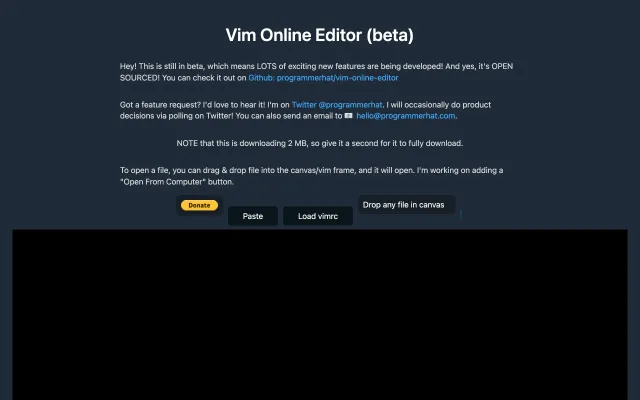 Vim Online Editor (beta)
Hey! This is still in beta, which means LOTS of exciting new features are being developed! And yes, it's OPEN
SOURCED! You can check it out on Github: programmerhat/vim-online-editor
Got a feature request? I'd love to hear it! I'm on Twitter @programmerhat. I will occasionally do product
decisions via polling on Twitter! You can also send an email to 📧 hello@programmerhat.com.
NOTE that this is downloading 2 MB, so give it a second for it to fully download.
To open a file, you can drag & drop file into the canvas/vim frame, and it will open. I'm working on adding a
"Open From Computer" button.
Donate
Paste
Load vimrc
Drop any file in canvas